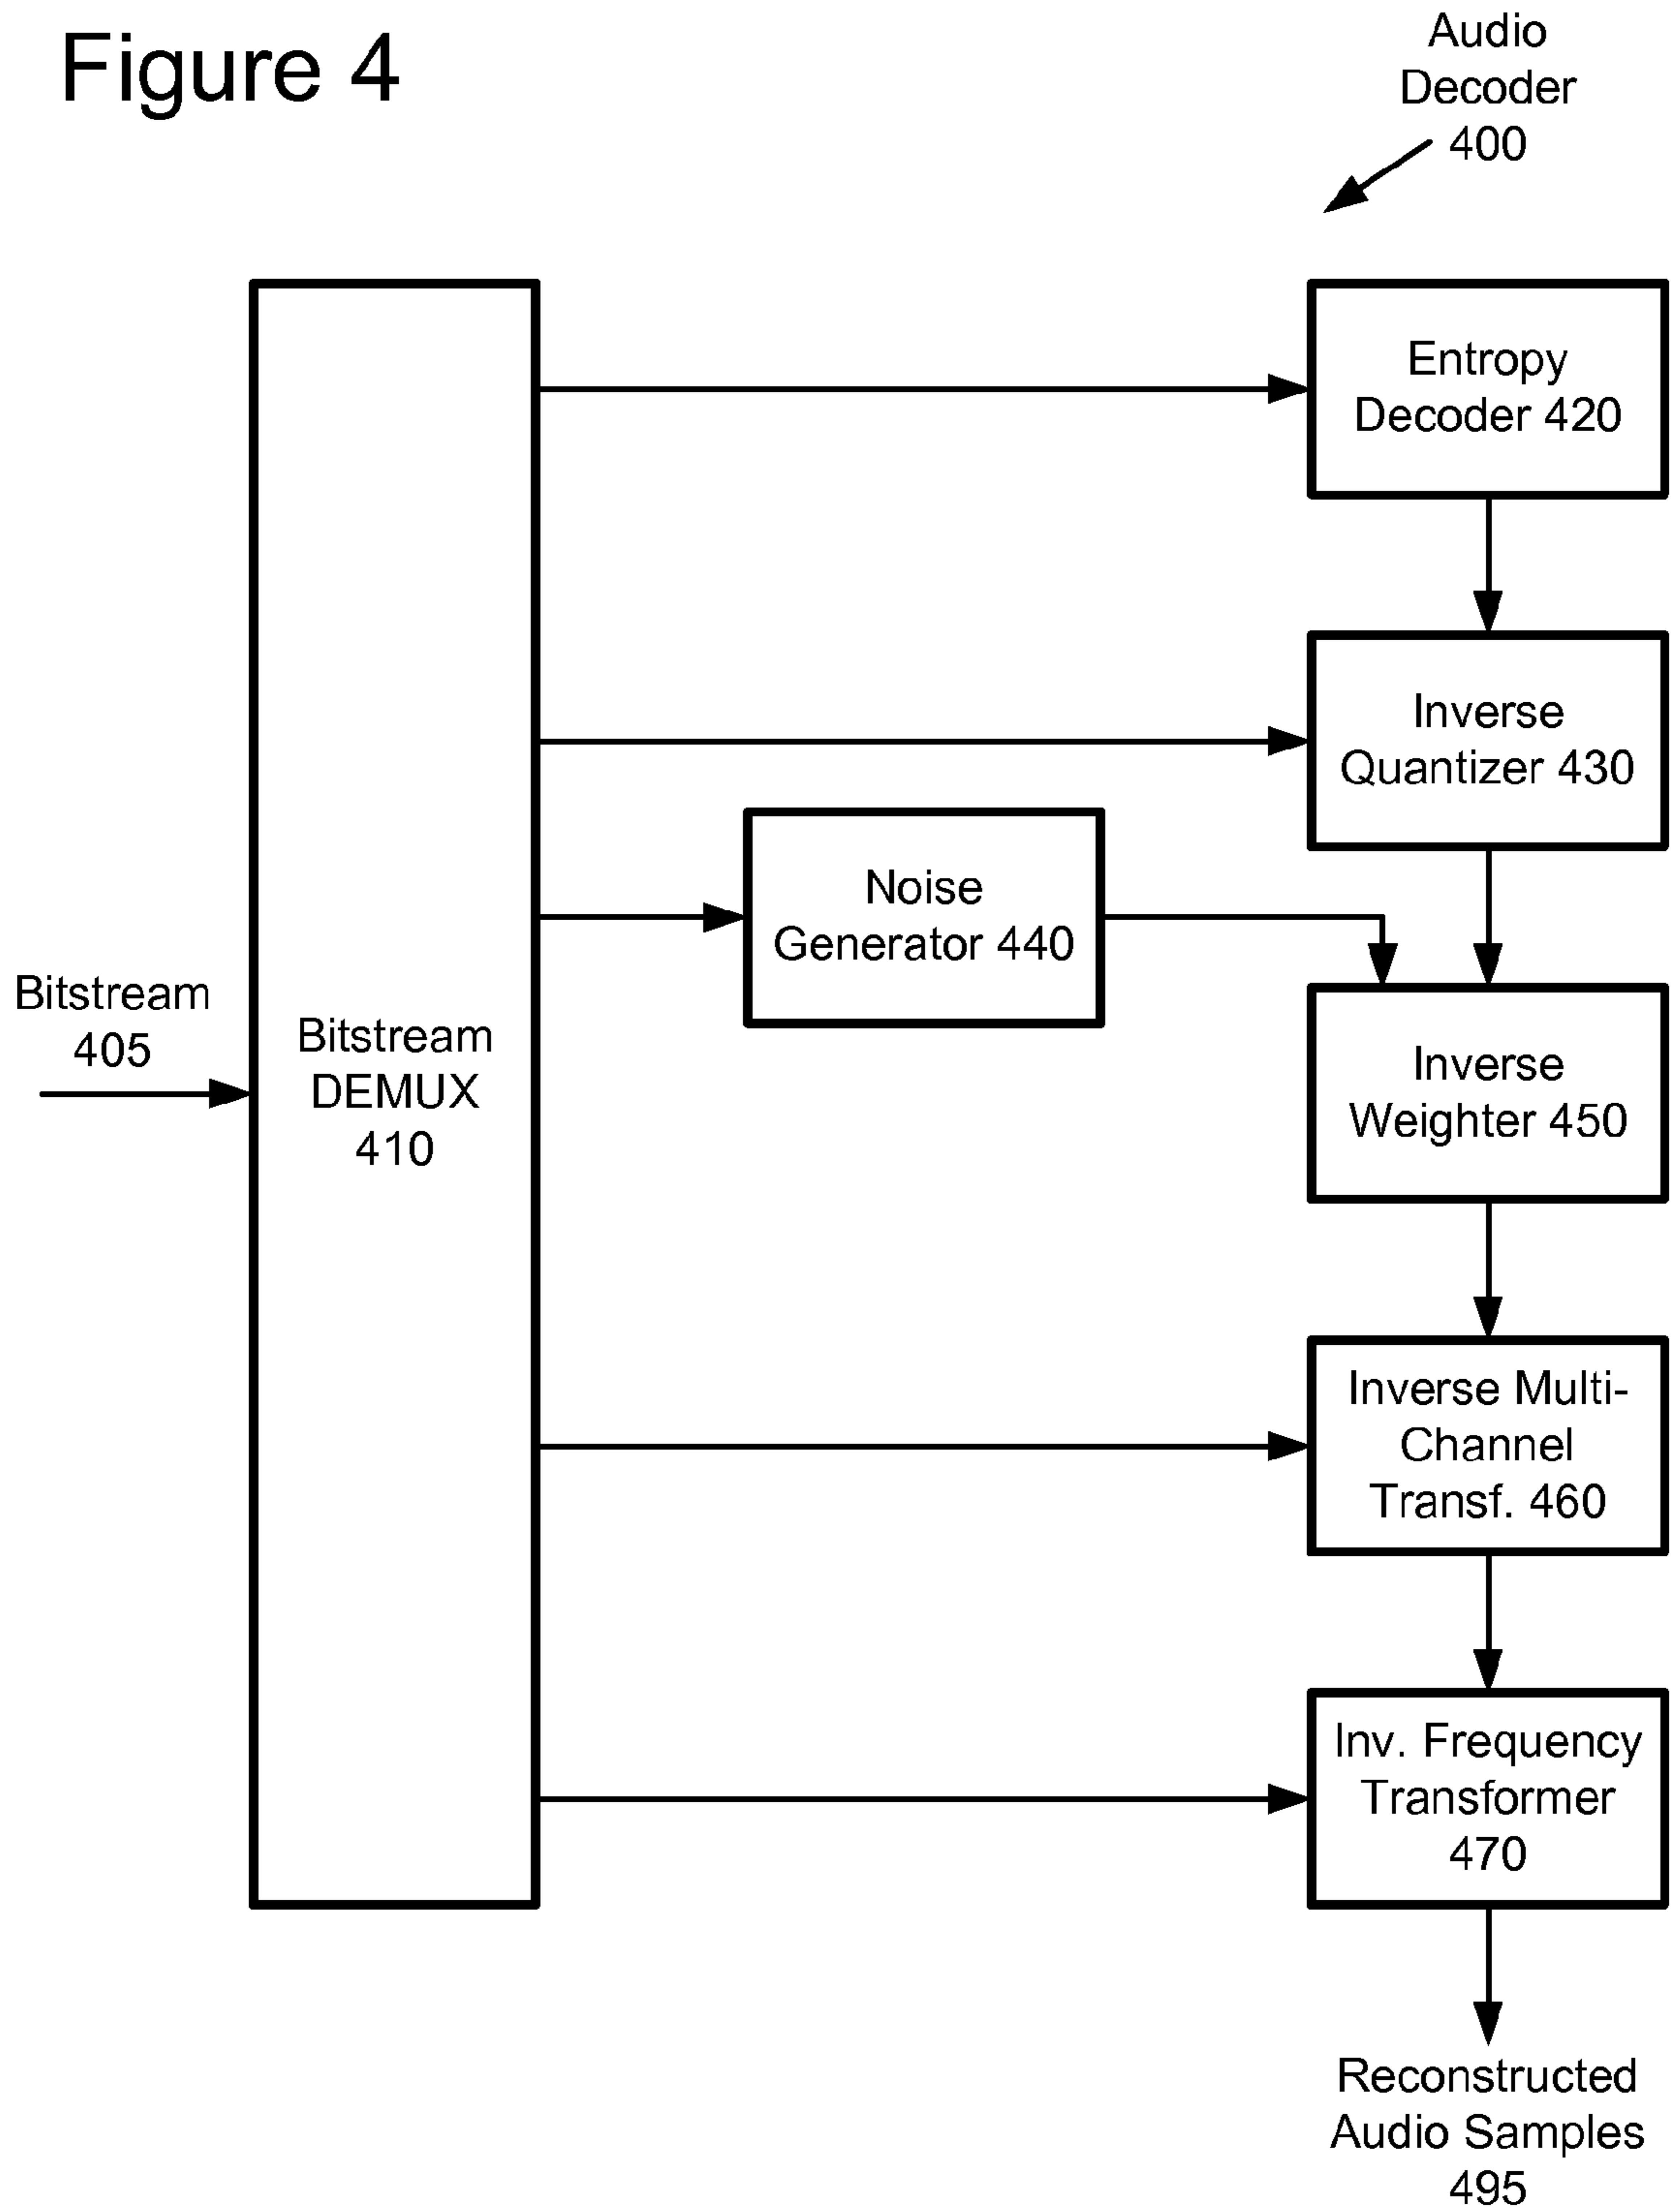 Figure 4
Audio
Decoder
400
Entropy
Decoder 420
Inverse
Quantizer 430
Noise
Generator 440
Bitstream
405
Bitstream
DEMUX
410
Inverse
Weighter 450
Inverse Multi-
Channel
Transf. 460
Inv. Frequency
Transformer
470
Reconstructed
Audio Samples
495